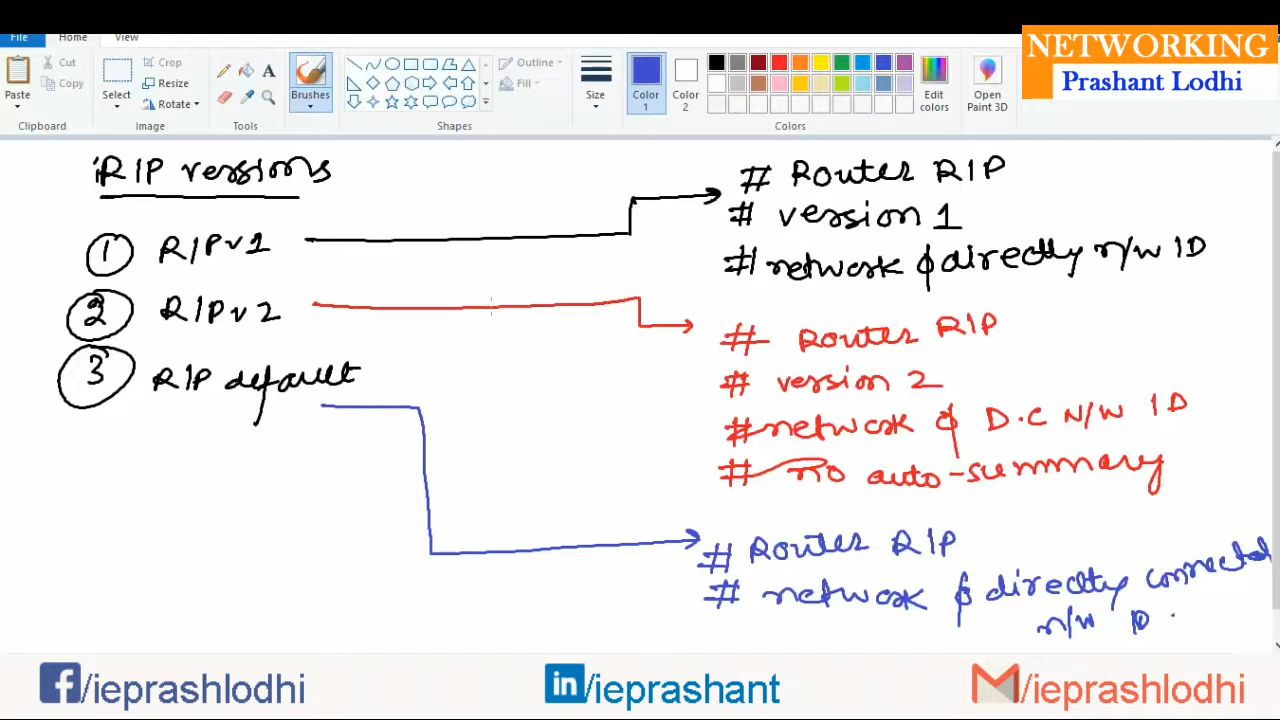 File Home View
NETWORKING
Prashant Lodhi
Cut
Copy
Paste
Clipboard
Select
Crop
Resize
Rotate
Image
A
Tools
Brushes
Outline
Fill
Shapes
Size
Color 1
Color 2
Edit colors
Open Paint 3D
Colors
RIP versions
1 RIPv1
2 RIPv2
3 RIP default
# Router RIP
# version 1
# network directly n/w ID
# Router RIP
# version 2
# network D.C N/W ID
# no auto-summary
# Router RIP
# network directly connected
n/w ID
/ieprashlodhi
in/ieprashant
/ieprashlodhi